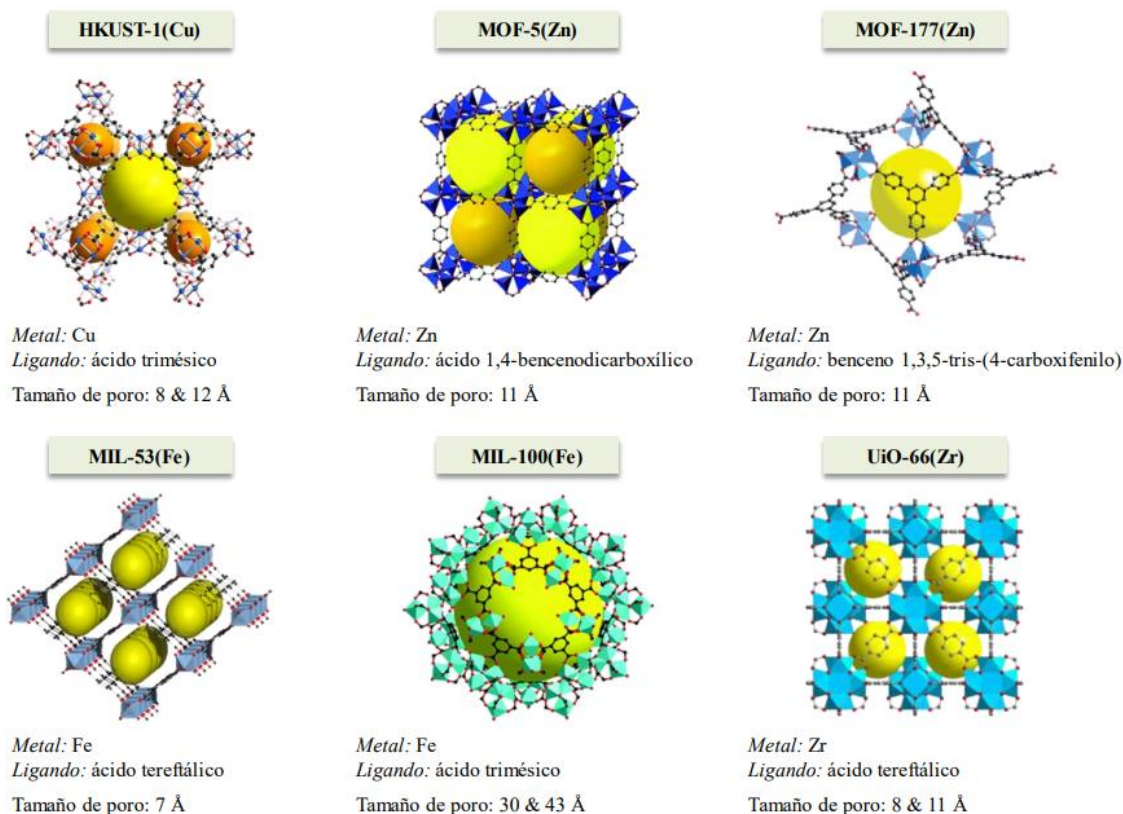 HKUST-1(Cu)
MOF-5(Zn)
MOF-177(Zn)
Metal: Cu
Ligando: ácido trimésico
Tamaño de poro: 8 & 12 Å
Metal: Zn
Ligando: ácido 1,4-bencenodicarboxílico
Tamaño de poro: 11 Å
Metal: Zn
Ligando: benceno 1,3,5-tris-(4-carboxifenilo)
Tamaño de poro: 11 Å
MIL-53(Fe)
MIL-100(Fe)
UiO-66(Zr)
Metal: Fe
Ligando: ácido tereftálico
Tamaño de poro: 7 Å
Metal: Fe
Ligando: ácido trimésico
Tamaño de poro: 30 & 43 Å
Metal: Zr
Ligando: ácido tereftálico
Tamaño de poro: 8 & 11 Å